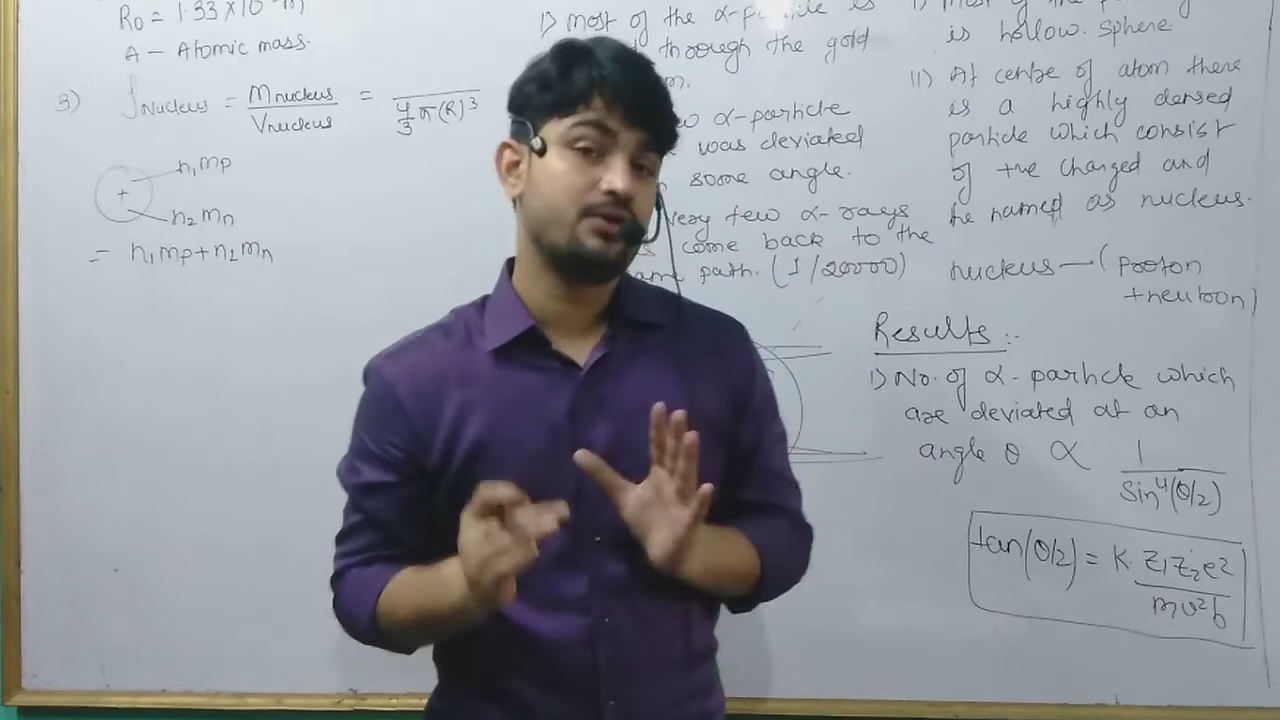 R₀ = 1.33 × 10
A - Atomic mass.
3) ʃNucleus = Mnucleus / Vnucleus = / 4/3 π(R)³
+
n₁mp
n₂mn
= n₁mp + n₂mn
1) Most of the α-p is
through the gold
α-particle
was deviated
some angle.
very few α-rays
come back to the
path. (1/20000)
is hollow sphere
11) At centre of atom there
is a highly densed
particle which consist
of +ve charged and
he named as nucleus.
nucleus — (proton
+neutron)
Results :-
1) No. of α-particle which
are deviated at an
angle θ ∝ 1 / Sin⁴(θ/2)
tan(θ/2) = K. Z₁Z₂e² / mv²b